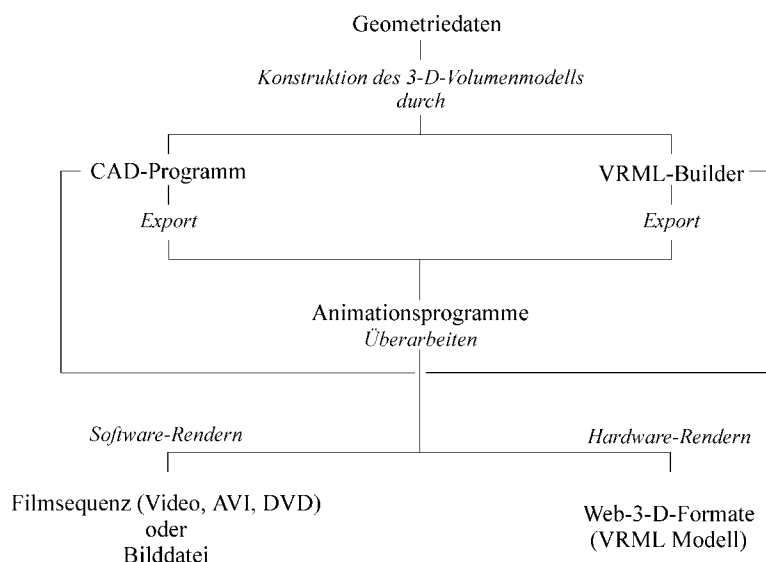 Geometriedaten
Konstruktion des 3-D-Volumenmodells
durch
CAD-Programm
VRML-Builder
Export
Export
Animationsprogramme
Überarbeiten
Software-Rendern
Hardware-Rendern
Filmsequenz (Video, AVI, DVD)
oder
Bilddatei
Web-3-D-Formate
(VRML Modell)